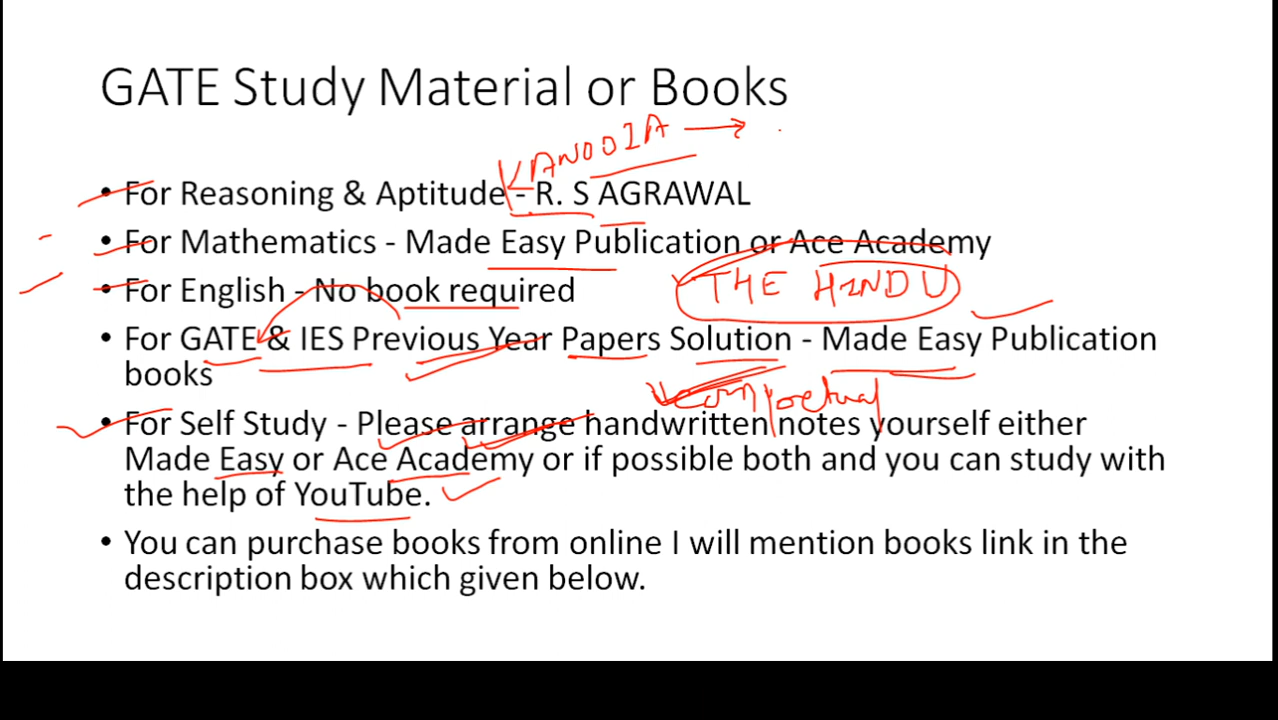 GATE Study Material or Books
KANODIA
• For Reasoning & Aptitude - R. S AGRAWAL
• For Mathematics - Made Easy Publication or Ace Academy
• For English - No book required
THE HINDU
• For GATE & IES Previous Year Papers Solution - Made Easy Publication
books
• For Self Study - Please arrange handwritten notes yourself either
Made Easy or Ace Academy or if possible both and you can study with
the help of YouTube.
• You can purchase books from online I will mention books link in the
description box which given below.